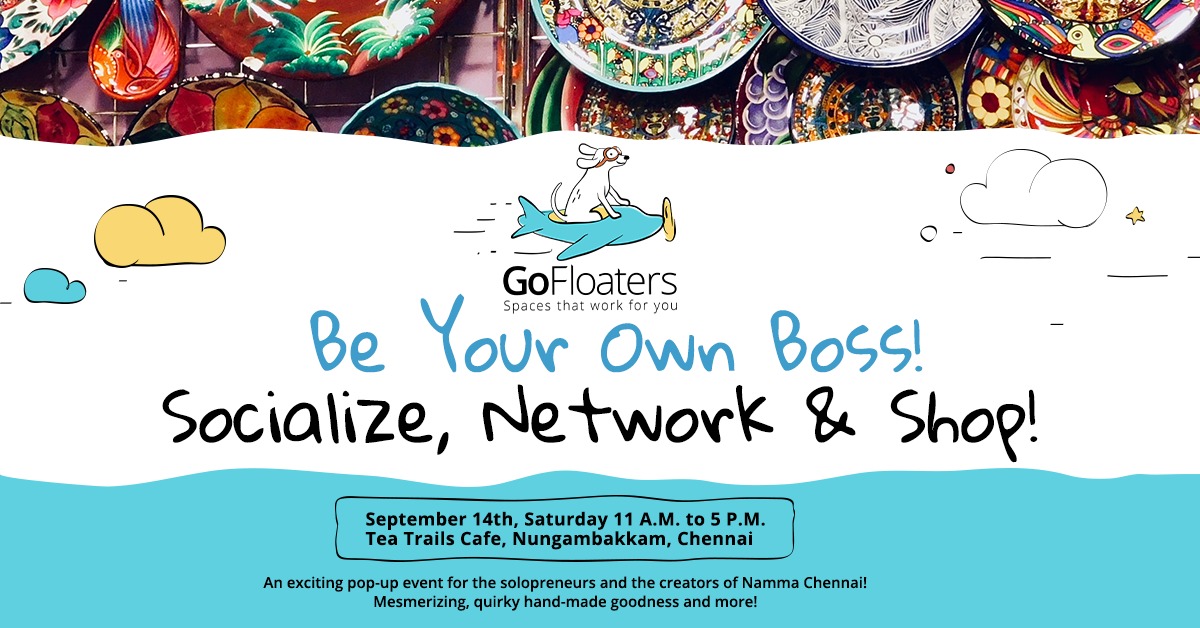 GoFloaters
Spaces that work for you
Be Your Own Boss!
Socialize, Network & Shop!
September 14th, Saturday 11 A.M. to 5 P.M.
Tea Trails Cafe, Nungambakkam, Chennai
An exciting pop-up event for the solopreneurs and the creators of Namma Chennai!
Mesmerizing, quirky hand-made goodness and more!